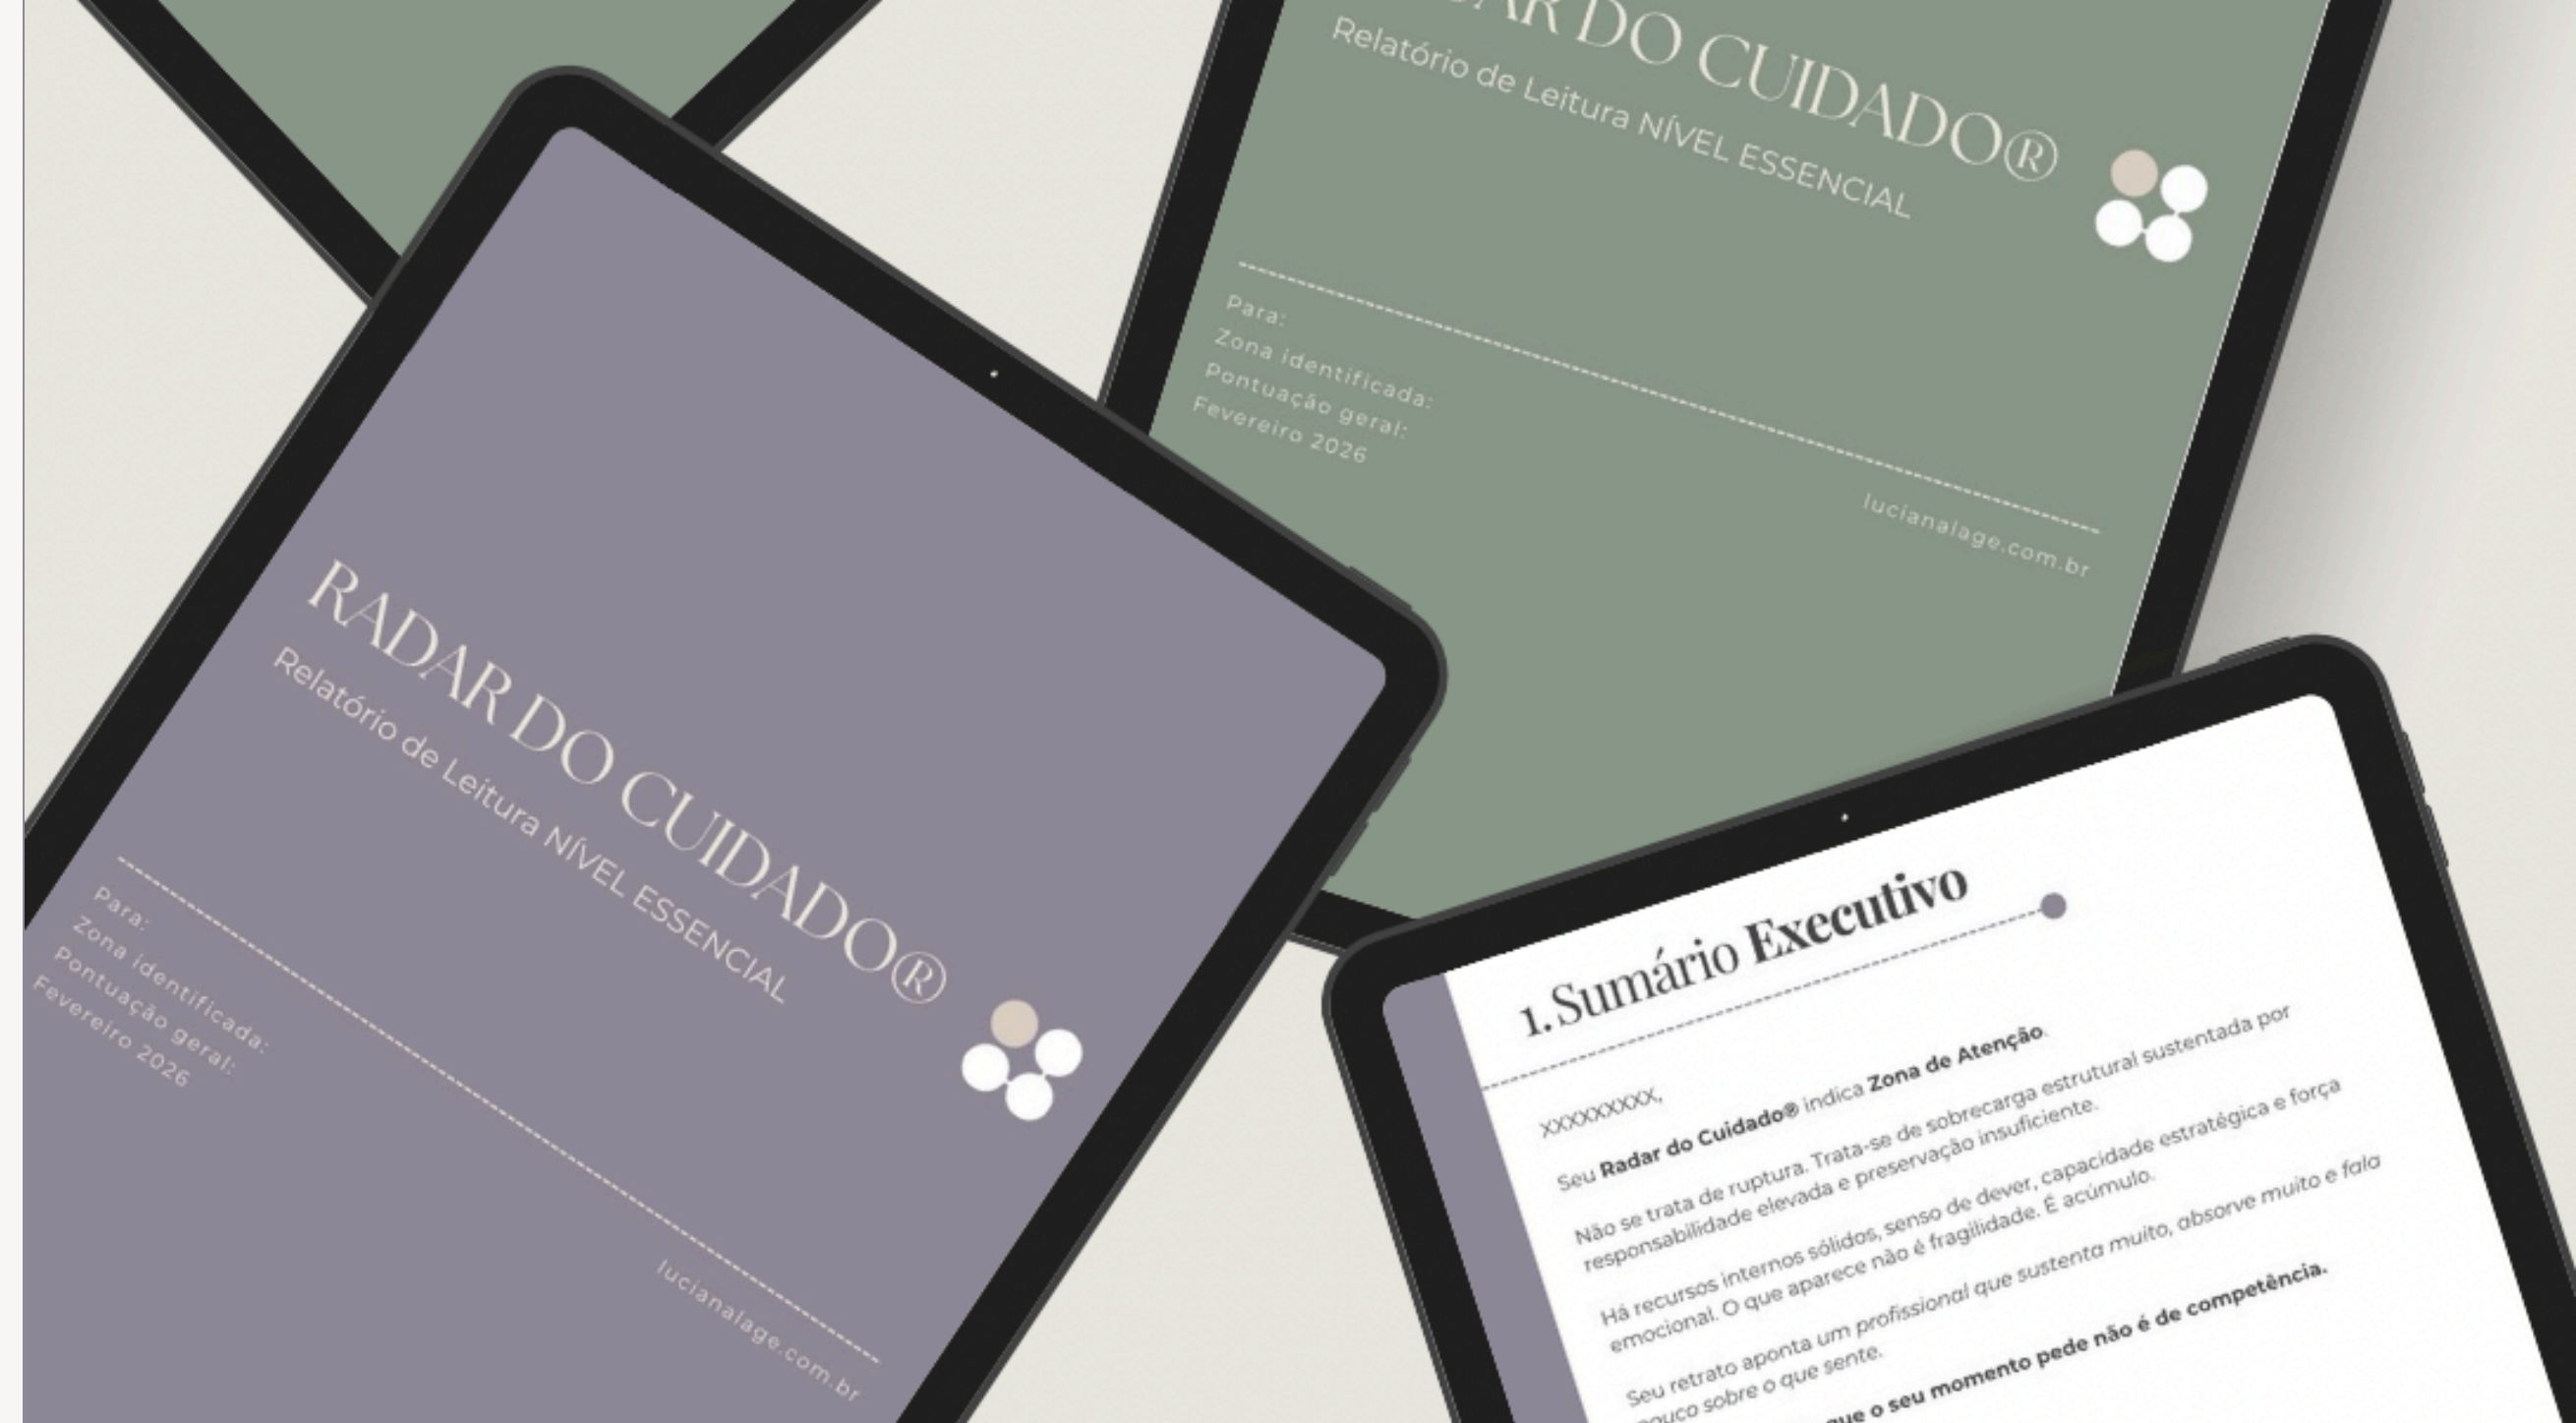 DAR DO CUIDADO®
Relatório de Leitura NÍVEL ESSENCIAL
Para:
Zona identificada:
Pontuação geral:
Fevereiro 2026
lucianalage.com.br
RADAR DO CUIDADO®
Relatório de Leitura NÍVEL ESSENCIAL
Para:
Zona identificada:
Pontuação geral:
Fevereiro 2026
lucianalage.com.br
1. Sumário Executivo
XXXXXXXXX,
Seu Radar do Cuidado® indica Zona de Atenção.
Não se trata de ruptura. Trata-se de sobrecarga estrutural sustentada por
responsabilidade elevada e preservação insuficiente.
Há recursos internos sólidos, senso de dever, capacidade estratégica e força
emocional. O que aparece não é fragilidade. É acúmulo.
Seu retrato aponta um profissional que sustenta muito, absorve muito e fala
pouco sobre o que sente.
que o seu momento pede não é de competência.